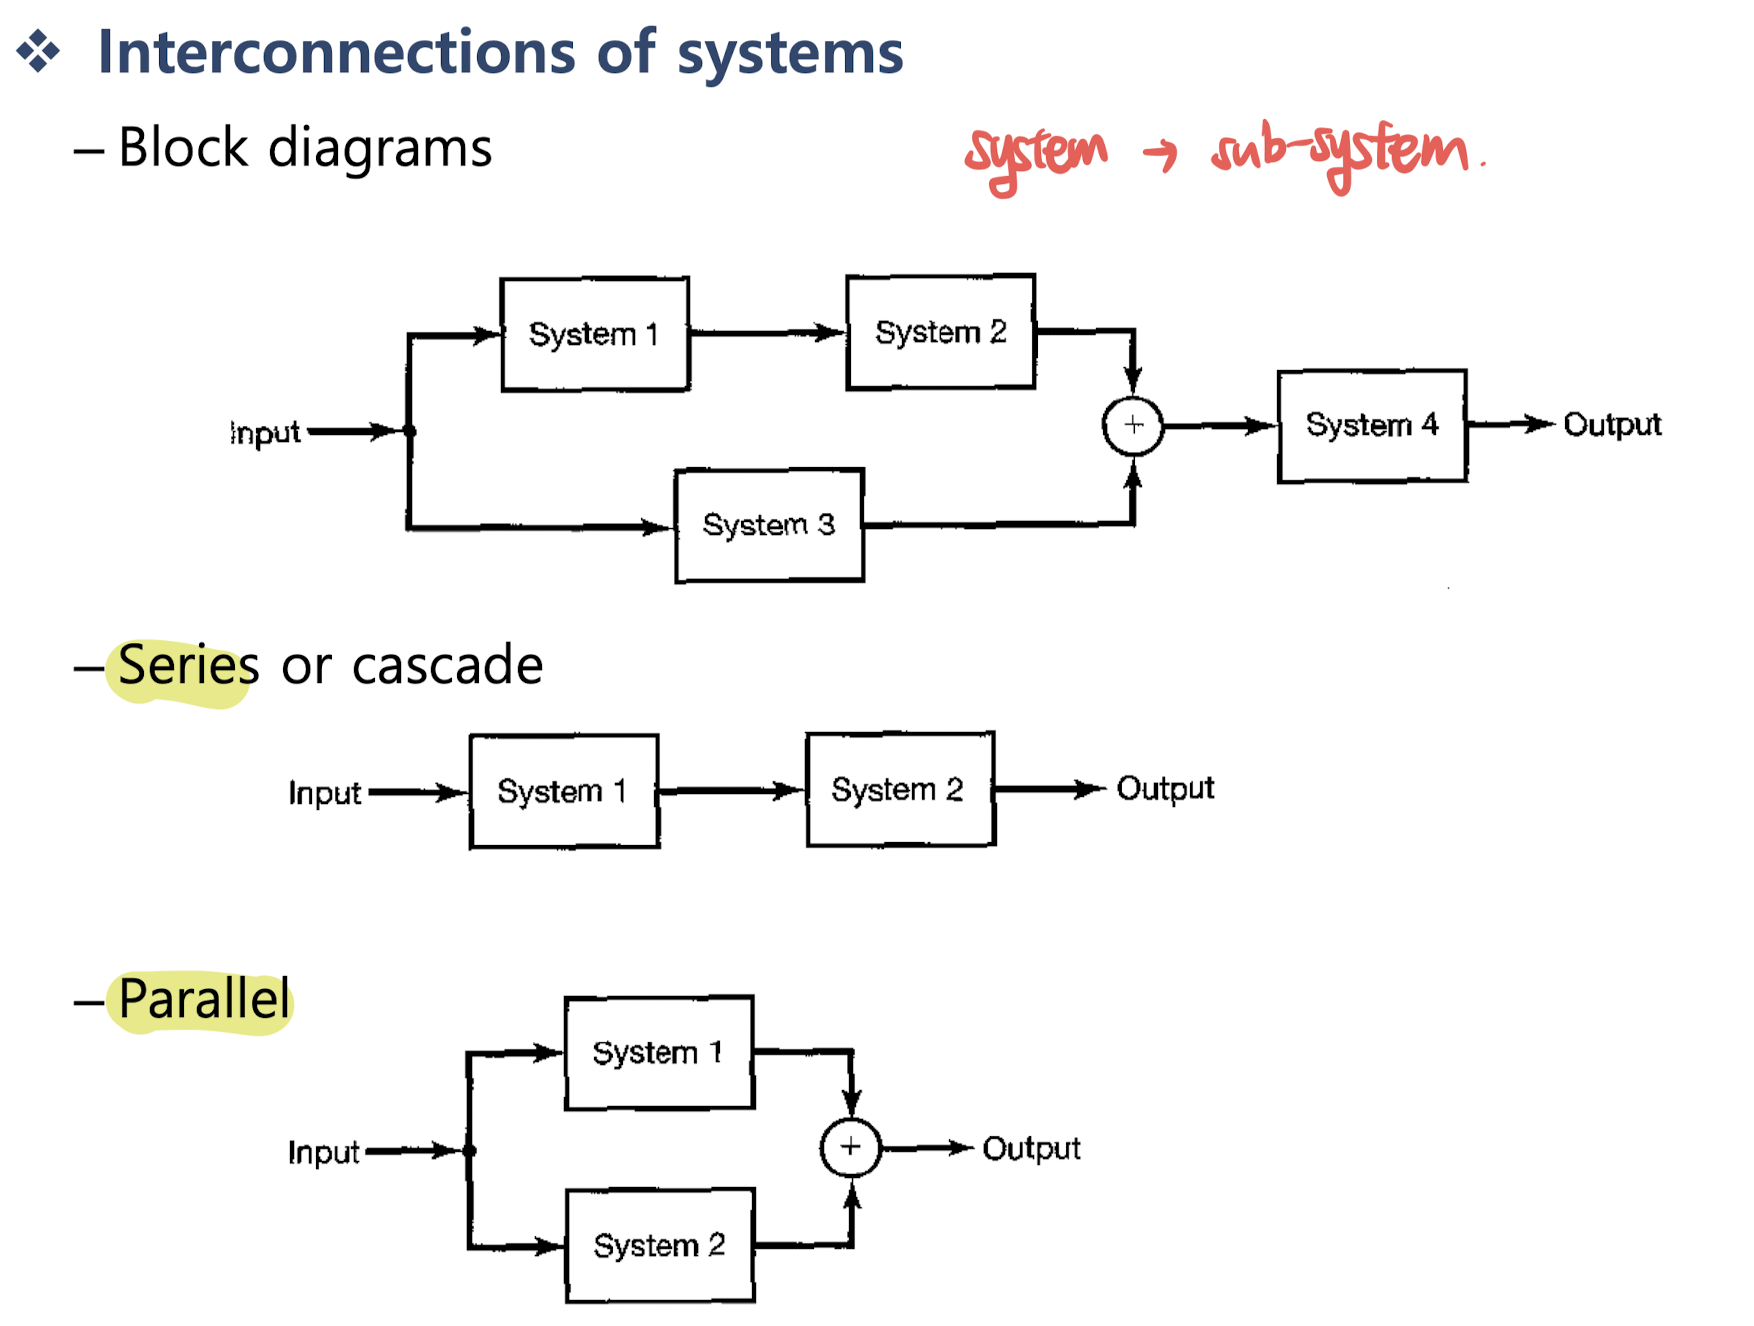 ❖ Interconnections of systems
– Block diagrams
system → sub-system.
System 1
System 2
Input
+
System 4
Output
System 3
– Series or cascade
Input
System 1
System 2
Output
– Parallel
System 1
Input
+
Output
System 2